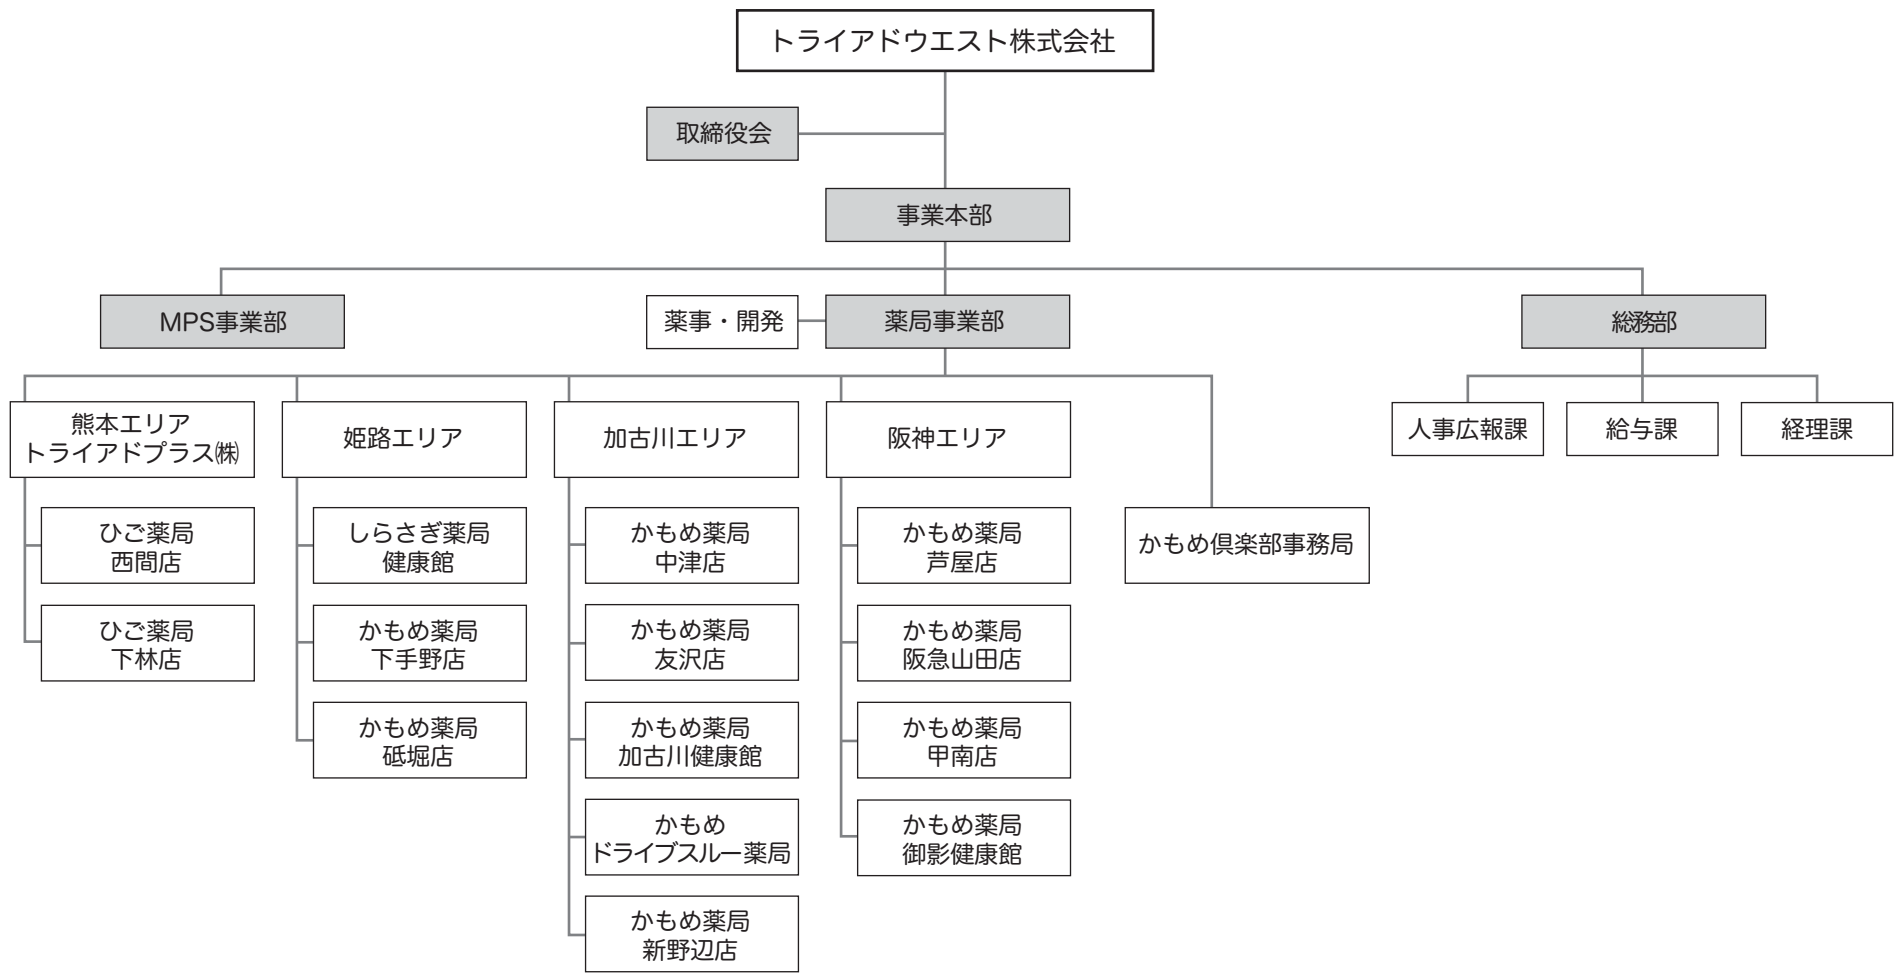 トライアドウエスト株式会社
取締役会
事業本部
MPS事業部
薬事・開発
薬局事業部
総務部
熊本エリア
トライアドプラス㈱
姫路エリア
加古川エリア
阪神エリア
人事広報課
給与課
経理課
ひご薬局
西間店
ひご薬局
下林店
しらさぎ薬局
健康館
かもめ薬局
下手野店
かもめ薬局
砥堀店
かもめ薬局
中津店
かもめ薬局
友沢店
かもめ薬局
加古川健康館
かもめ
ドライブスルー薬局
かもめ薬局
新野辺店
かもめ薬局
芦屋店
かもめ薬局
阪急山田店
かもめ薬局
甲南店
かもめ薬局
御影健康館
かもめ倶楽部事務局